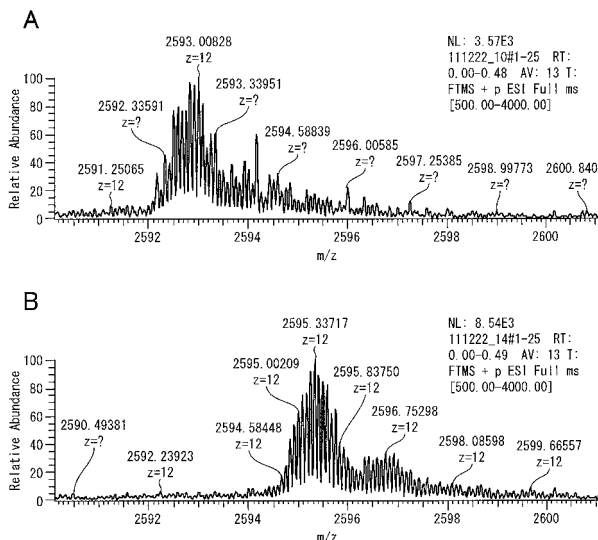 A
NL: 3.57E3
111222_10#1-25 RT:
0.00-0.48 AV: 13 T:
FTMS + p ESI Full ms
[500.00-4000.00]
2593.00828
z=12
2593.33951
z=?
2592.33591
z=?
2591.25065
z=12
2594.58839
z=?
2596.00585
z=?
2597.25385
z=?
2598.99773
z=?
2600.840
z=?
Relative Abundance
100
80
60
40
20
0
2592
2594
2596
2598
2600
m/z
B
NL: 8.54E3
111222_14#1-25 RT:
0.00-0.49 AV: 13 T:
FTMS + p ESI Full ms
[500.00-4000.00]
2595.33717
z=12
2595.00209
z=12
2595.83750
z=12
2594.58448
z=12
2596.75298
z=12
2590.49381
z=?
2592.23923
z=12
2598.08598
z=12
2599.66557
z=12
Relative Abundance
100
80
60
40
20
0
2592
2594
2596
2598
2600
m/z